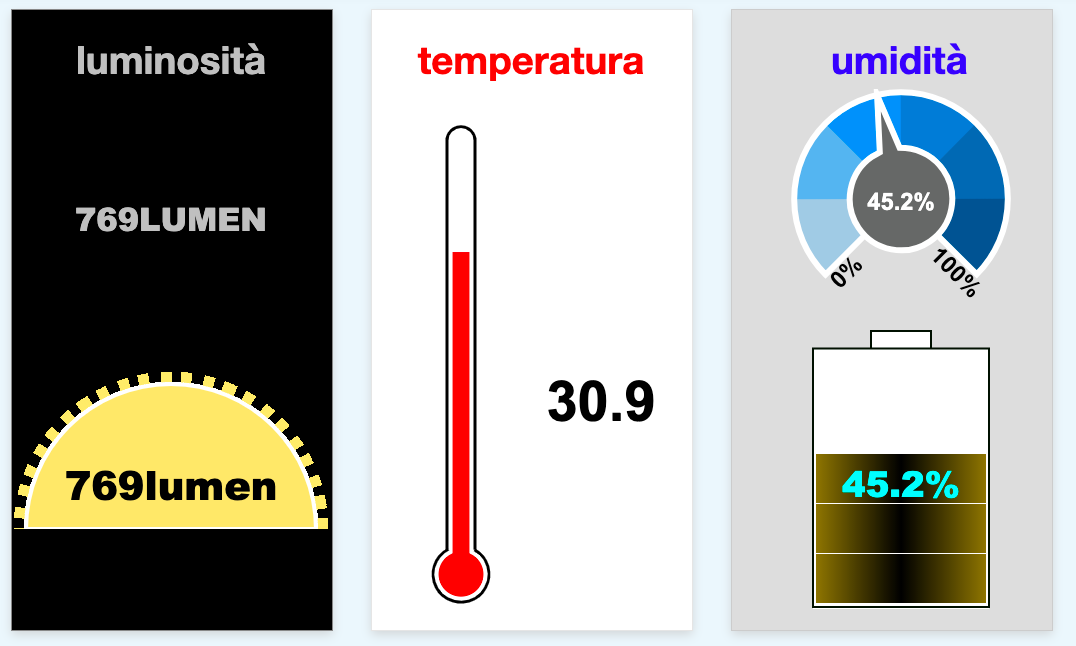 luminosità
769LUMEN
769lumen
temperatura
30.9
umidità
45.2%
0%
100%
45.2%